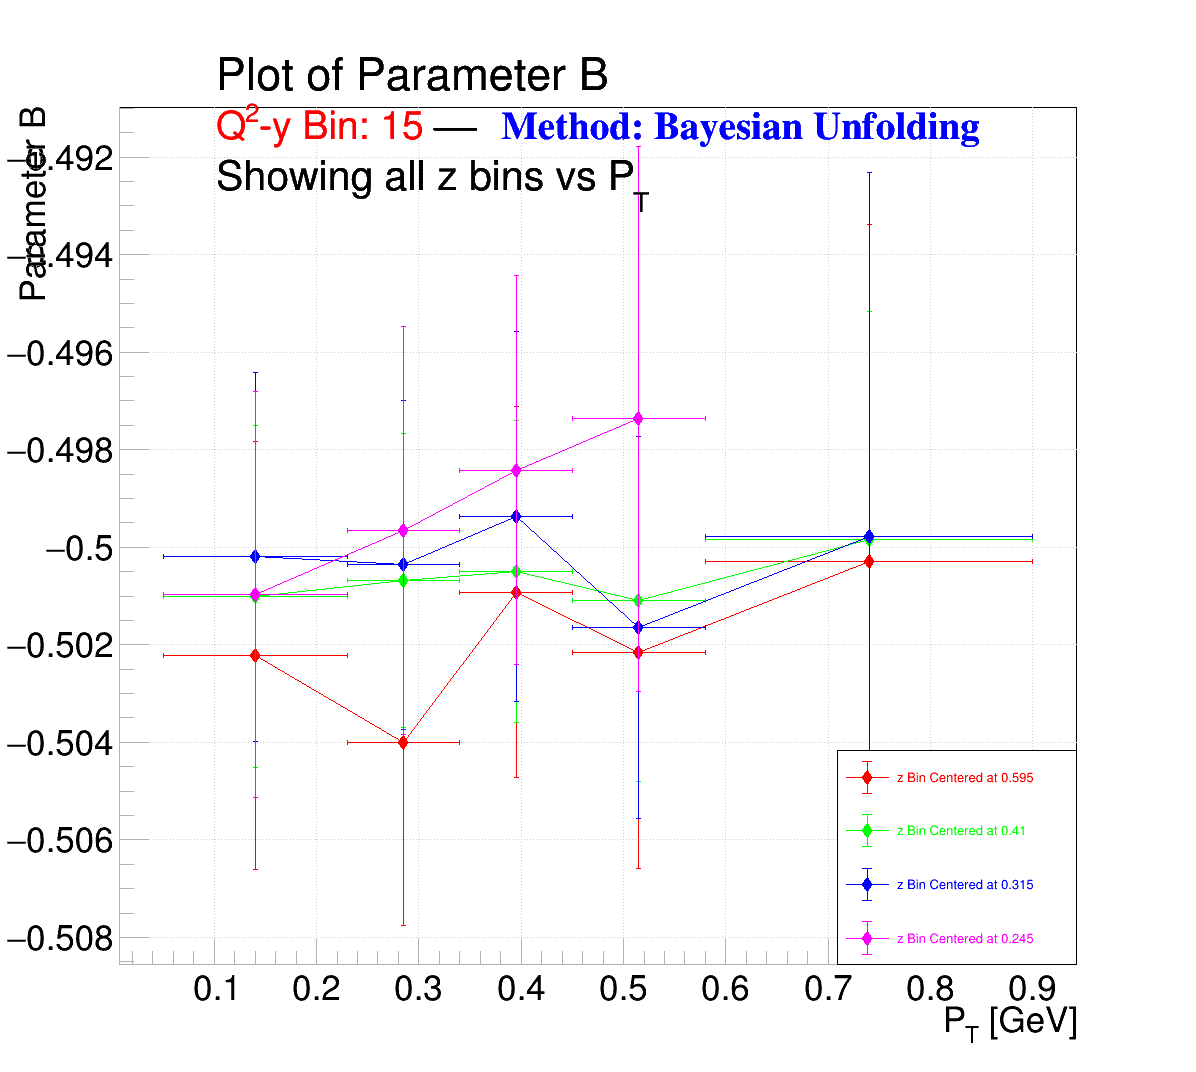 Plot of Parameter B
Q²-y Bin: 15 — Method: Bayesian Unfolding
Showing all z bins vs P_T
Parameter B
−0.492
−0.494
−0.496
−0.498
−0.5
−0.502
−0.504
−0.506
−0.508
z Bin Centered at 0.595
z Bin Centered at 0.41
z Bin Centered at 0.315
z Bin Centered at 0.245
0.1 0.2 0.3 0.4 0.5 0.6 0.7 0.8 0.9
P_T [GeV]